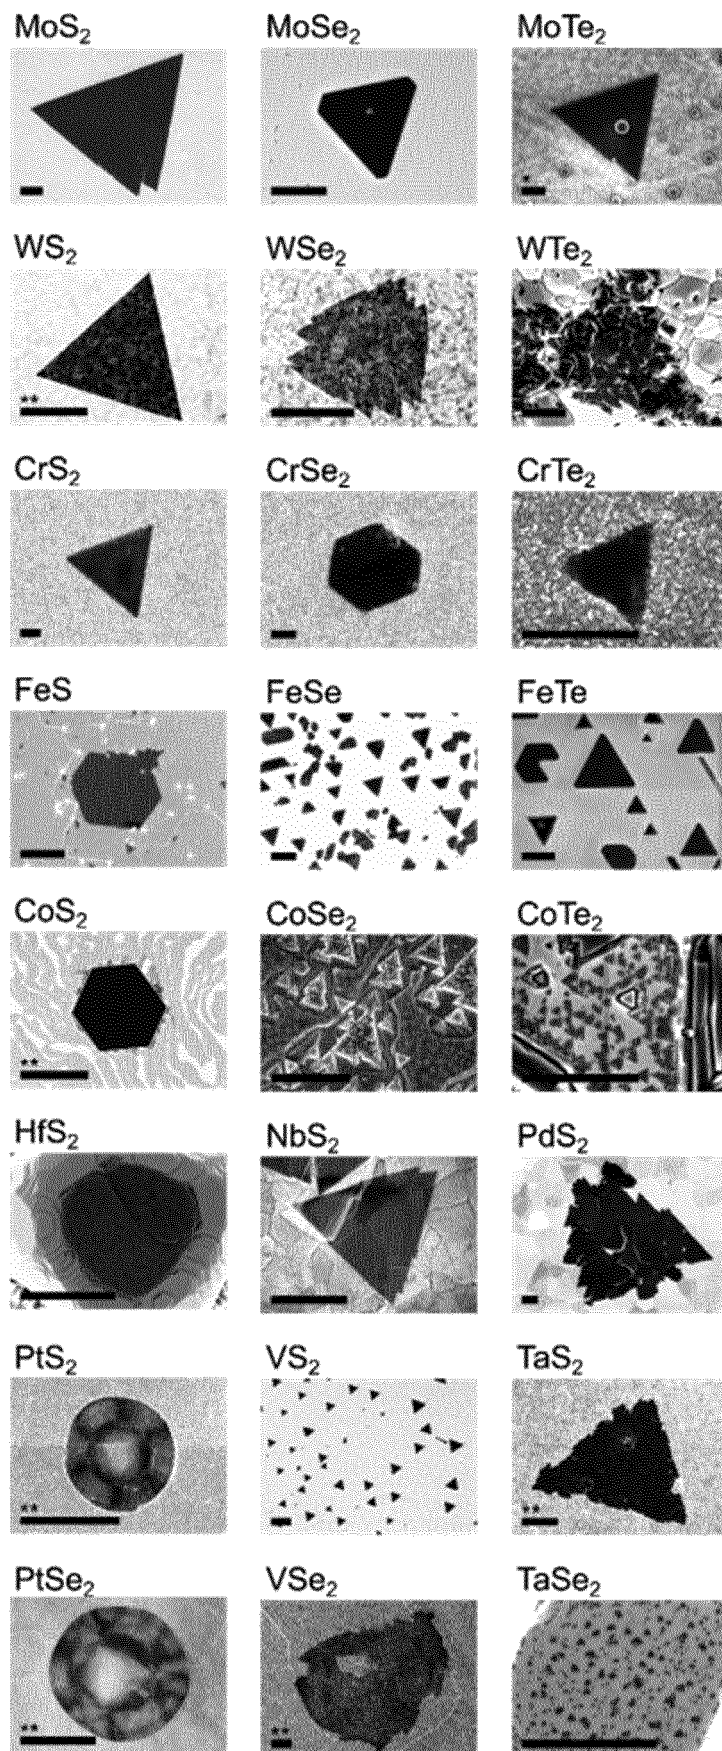 MoS₂ MoSe₂ MoTe₂
*
WS₂ WSe₂ WTe₂
**
CrS₂ CrSe₂ CrTe₂
FeS FeSe FeTe
CoS₂ CoSe₂ CoTe₂
**
HfS₂ NbS₂ PdS₂
PtS₂ VS₂ TaS₂
** **
PtSe₂ VSe₂ TaSe₂
** **